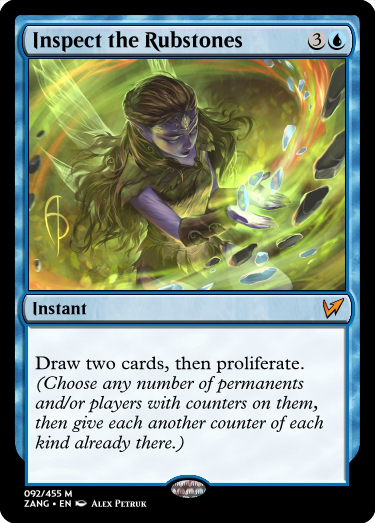 Inspect the Rubstones 3
Instant
Draw two cards, then proliferate.
(Choose any number of permanents
and/or players with counters on them,
then give each another counter of each
kind already there.)
092/455 M
ZANG • EN Alex Petruk